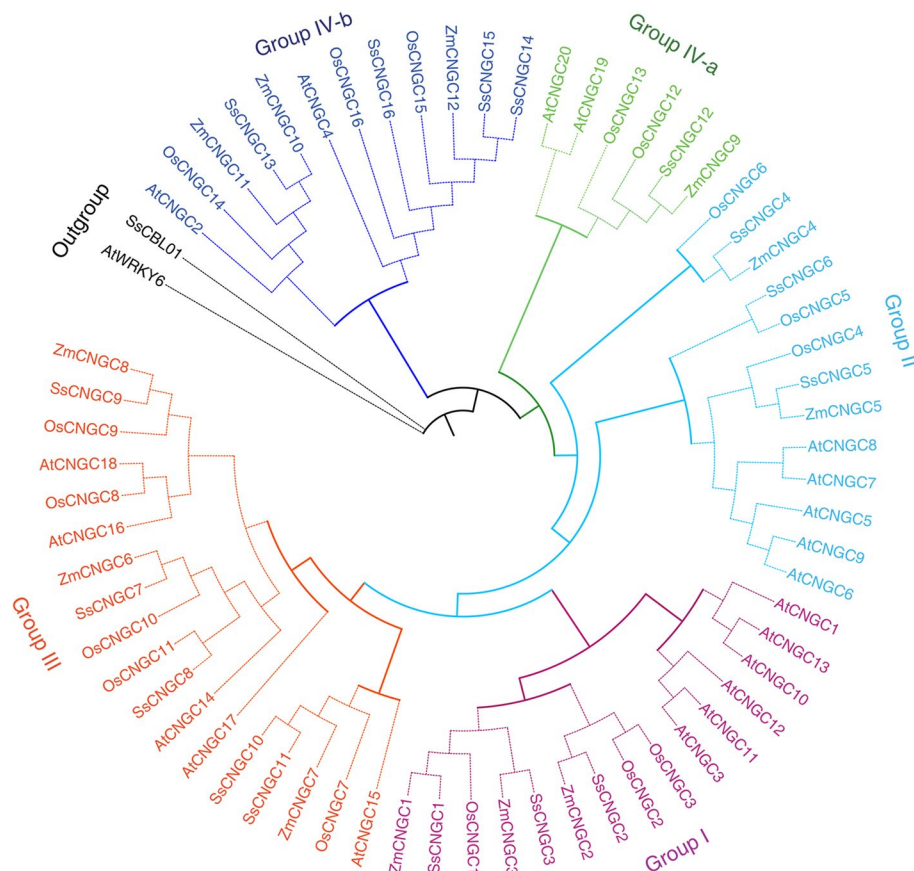 Group IV-b
Group IV-a
Group II
Group I
Group III
Outgroup
AtWRKY6
SsCBL01
AtCNGC2
OsCNGC14
ZmCNGC11
SsCNGC13
ZmCNGC10
AtCNGC4
OsCNGC16
SsCNGC16
OsCNGC15
ZmCNGC12
SsCNGC15
SsCNGC14
AtCNGC20
AtCNGC19
OsCNGC13
OsCNGC12
SsCNGC12
ZmCNGC9
OsCNGC6
SsCNGC4
ZmCNGC4
SsCNGC6
OsCNGC5
OsCNGC4
SsCNGC5
ZmCNGC5
AtCNGC8
AtCNGC7
AtCNGC5
AtCNGC9
AtCNGC6
AtCNGC1
AtCNGC13
AtCNGC10
AtCNGC12
AtCNGC11
AtCNGC3
OsCNGC3
OsCNGC2
SsCNGC2
ZmCNGC2
SsCNGC3
ZmCNGC3
OsCNGC1
SsCNGC1
ZmCNGC1
AtCNGC15
OsCNGC7
ZmCNGC7
SsCNGC11
SsCNGC10
AtCNGC17
AtCNGC14
SsCNGC8
OsCNGC11
OsCNGC10
SsCNGC7
ZmCNGC6
AtCNGC16
OsCNGC8
AtCNGC18
OsCNGC9
SsCNGC9
ZmCNGC8